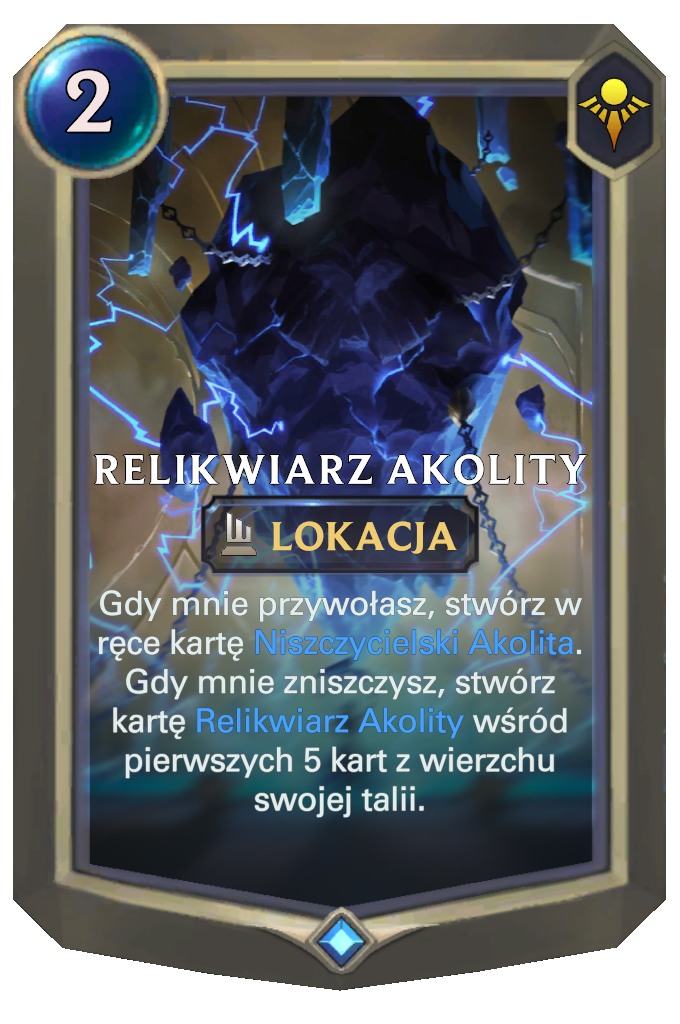 2
RELIKWIARZ AKOLITY
LOKACJA
Gdy mnie przywołasz, stwórz w
ręce kartę Niszczycielski Akolita.
Gdy mnie zniszczysz, stwórz
kartę Relikwiarz Akolity wśród
pierwszych 5 kart z wierzchu
swojej talii.